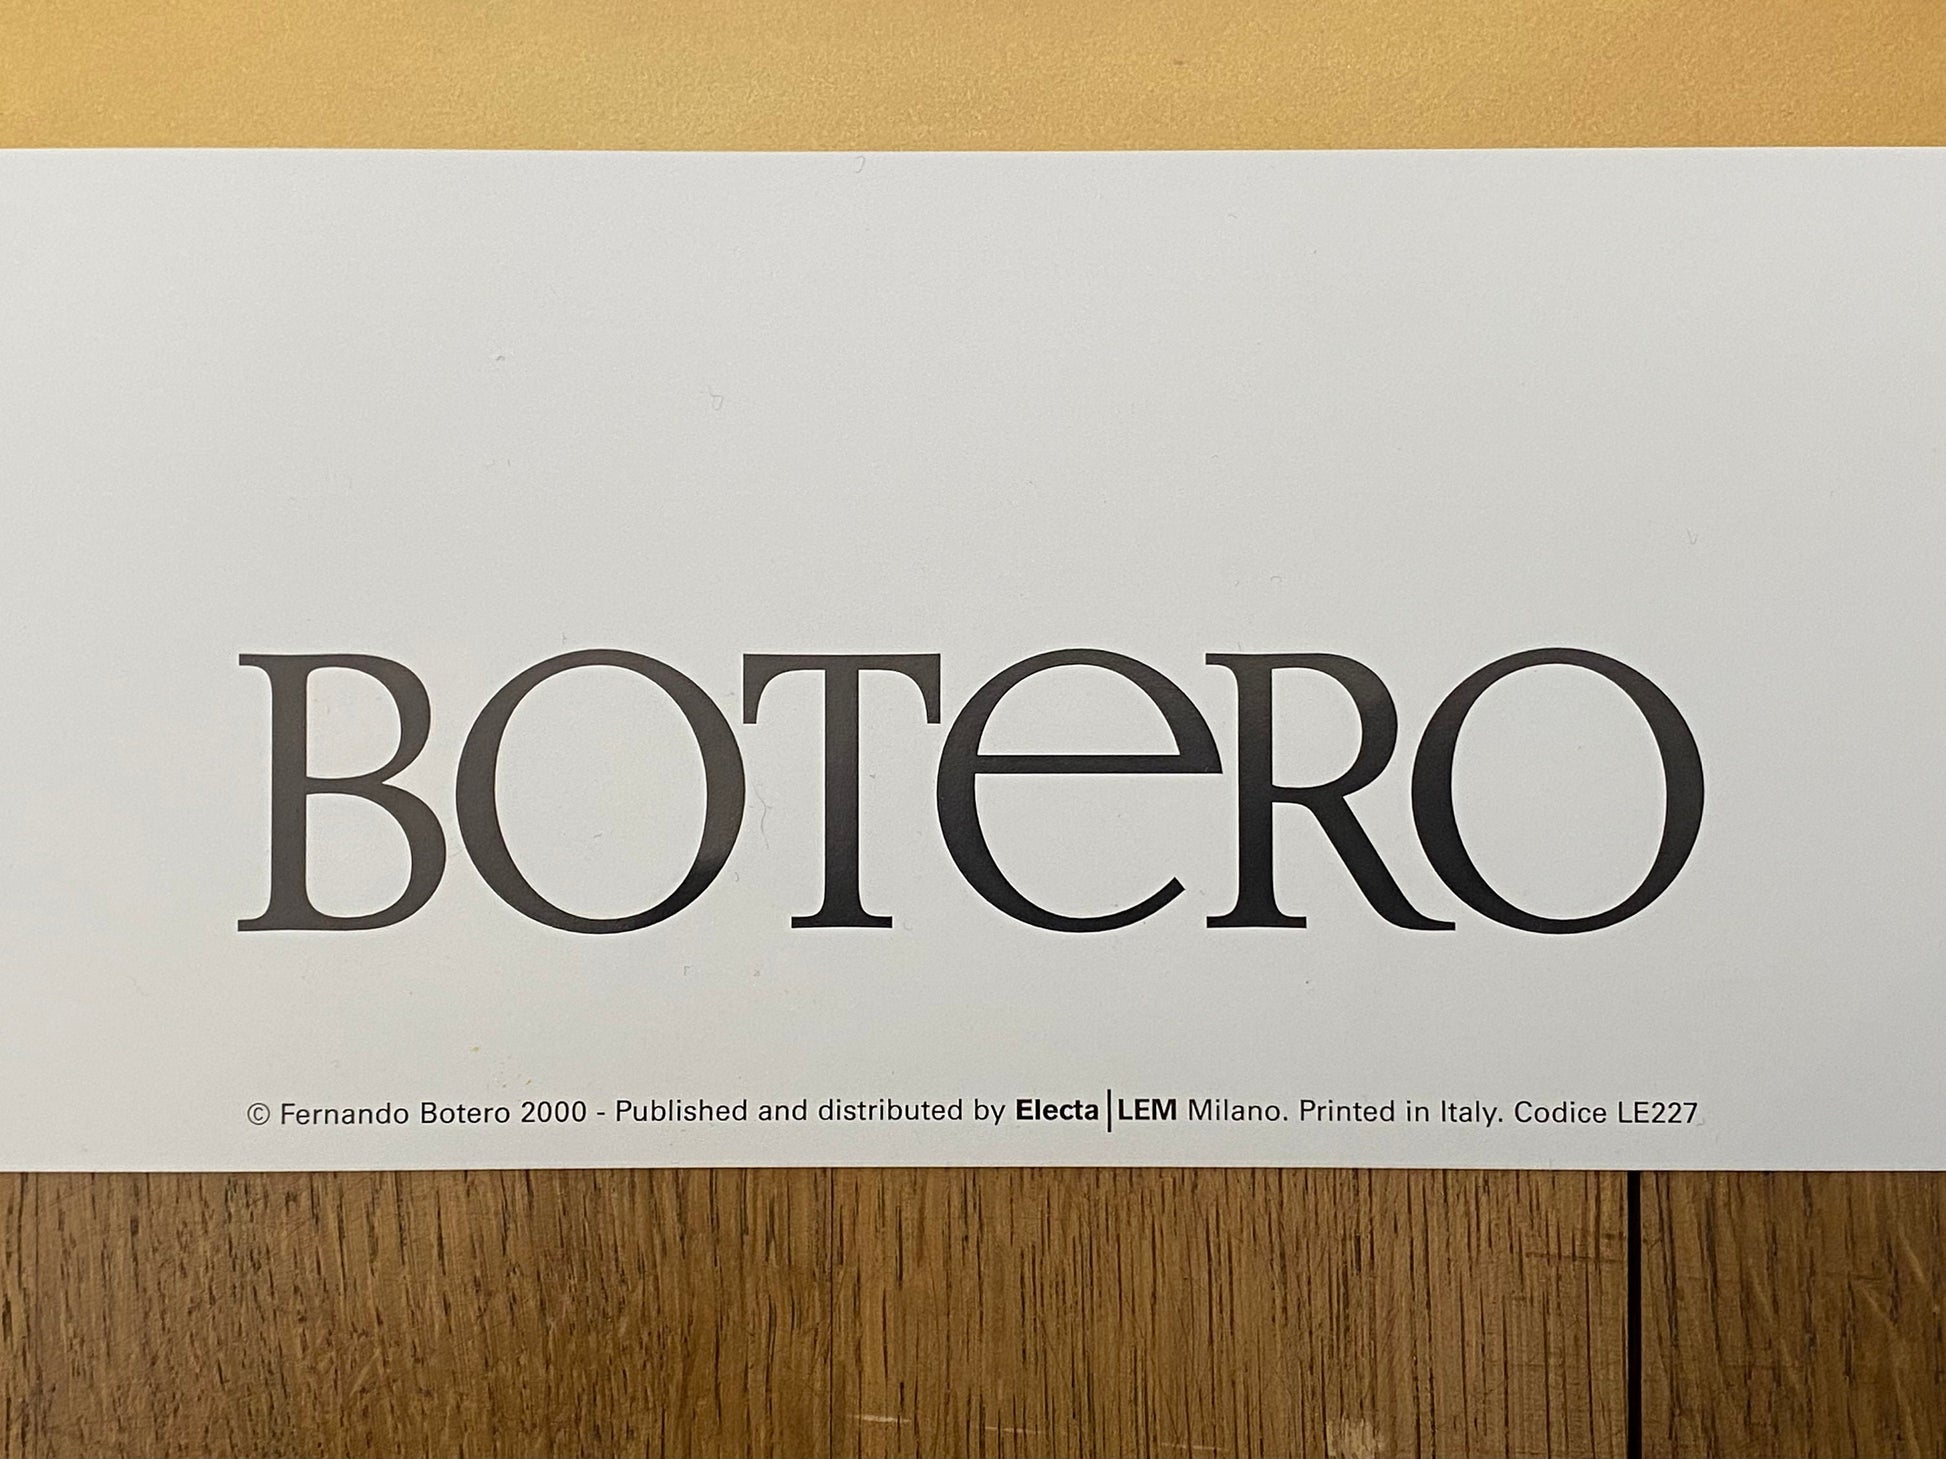 BOTeRO
© Fernando Botero 2000 - Published and distributed by Electa|LEM Milano. Printed in Italy. Codice LE227